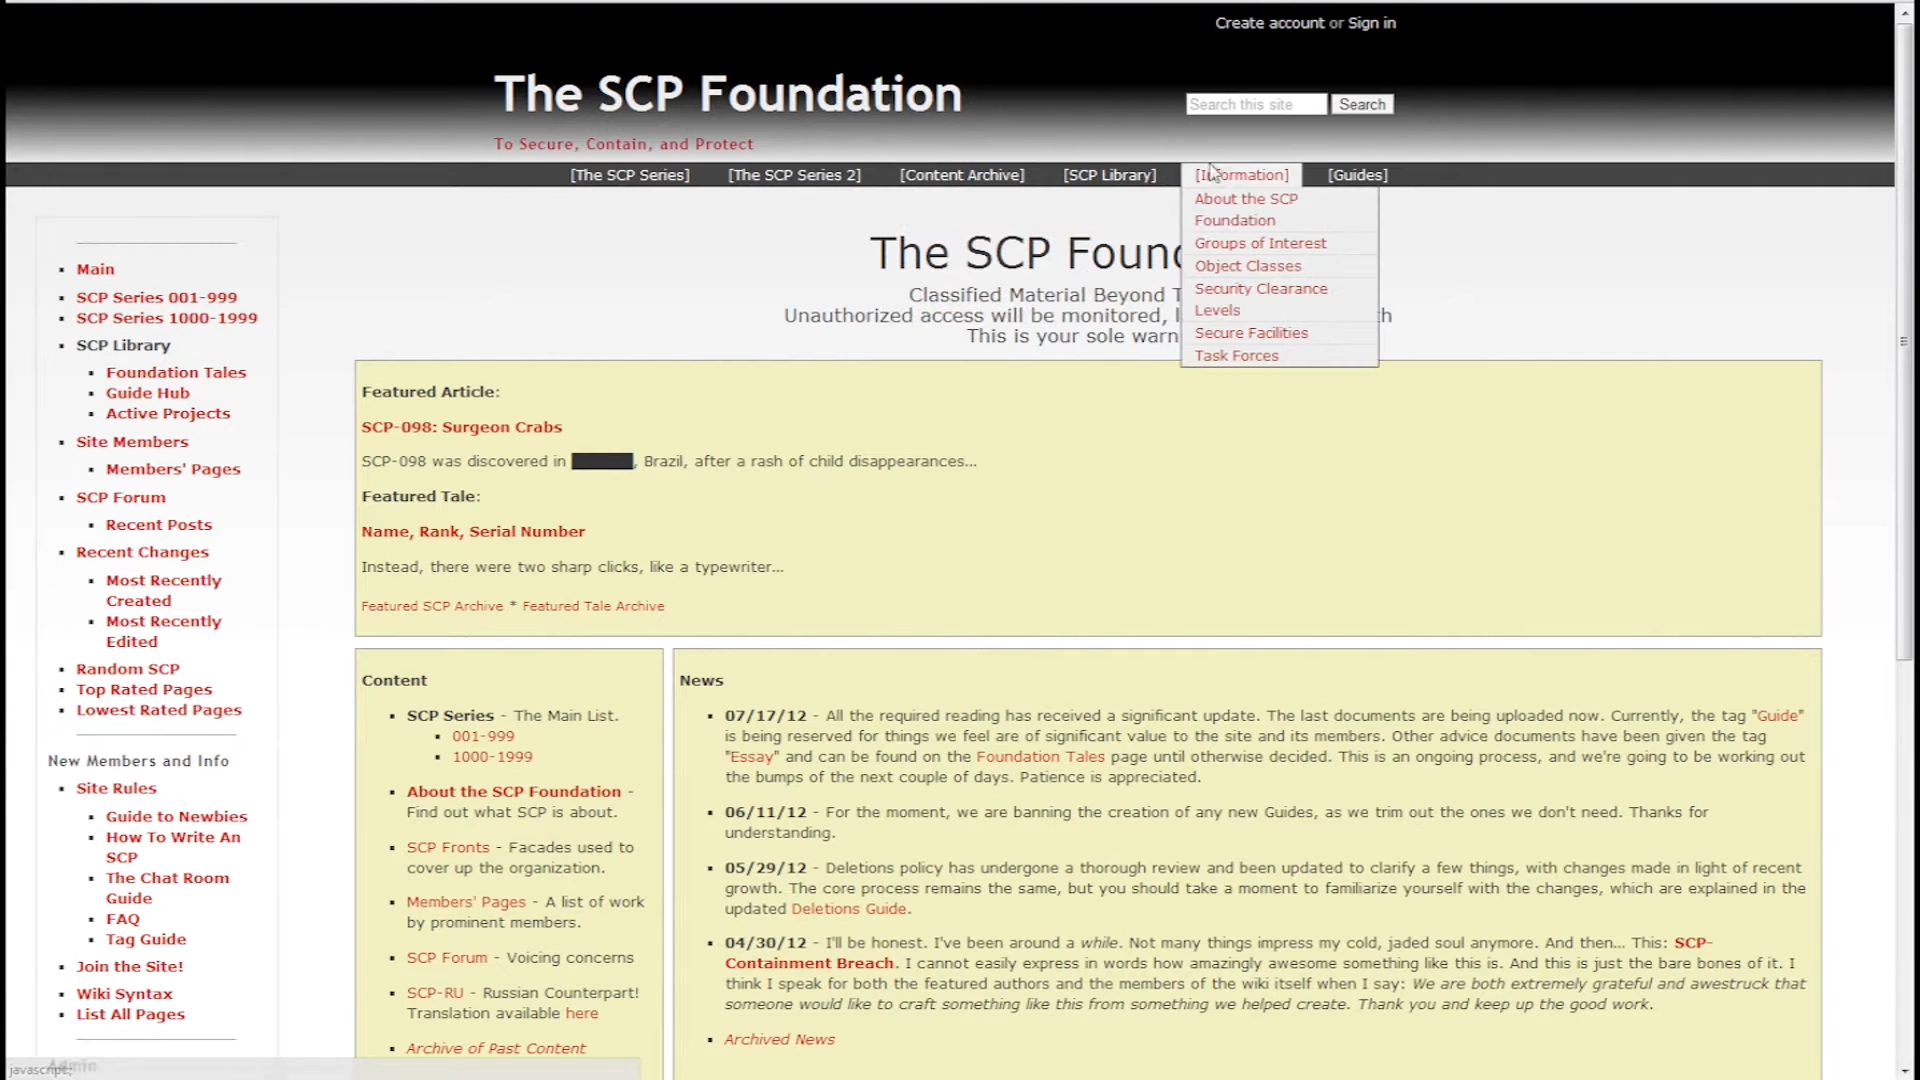 Create account or Sign in
The SCP Foundation
Search this site
Search
To Secure, Contain, and Protect
[The SCP Series]
[The SCP Series 2]
[Content Archive]
[SCP Library]
[Information]
[Guides]
About the SCP
Foundation
Groups of Interest
Object Classes
Security Clearance
Levels
Secure Facilities
Task Forces
Main
SCP Series 001-999
SCP Series 1000-1999
SCP Library
Foundation Tales
Guide Hub
Active Projects
Site Members
Members' Pages
SCP Forum
Recent Posts
Recent Changes
Most Recently
Created
Most Recently
Edited
Random SCP
Top Rated Pages
Lowest Rated Pages
New Members and Info
Site Rules
Guide to Newbies
How To Write An
SCP
The Chat Room
Guide
FAQ
Tag Guide
Join the Site!
Wiki Syntax
List All Pages
Admin
javascript:;
The SCP Foun
Classified Material Beyond
Unauthorized access will be monitored,
This is your sole warn
Featured Article:
SCP-098: Surgeon Crabs
SCP-098 was discovered in , Brazil, after a rash of child disappearances...
Featured Tale:
Name, Rank, Serial Number
Instead, there were two sharp clicks, like a typewriter...
Featured SCP Archive * Featured Tale Archive
Content
SCP Series - The Main List.
001-999
1000-1999
About the SCP Foundation -
Find out what SCP is about.
SCP Fronts - Facades used to
cover up the organization.
Members' Pages - A list of work
by prominent members.
SCP Forum - Voicing concerns
SCP-RU - Russian Counterpart!
Translation available here
Archive of Past Content
News
07/17/12 - All the required reading has received a significant update. The last documents are being uploaded now. Currently, the tag "Guide"
is being reserved for things we feel are of significant value to the site and its members. Other advice documents have been given the tag
"Essay" and can be found on the Foundation Tales page until otherwise decided. This is an ongoing process, and we're going to be working out
the bumps of the next couple of days. Patience is appreciated.
06/11/12 - For the moment, we are banning the creation of any new Guides, as we trim out the ones we don't need. Thanks for
understanding.
05/29/12 - Deletions policy has undergone a thorough review and been updated to clarify a few things, with changes made in light of recent
growth. The core process remains the same, but you should take a moment to familiarize yourself with the changes, which are explained in the
updated Deletions Guide.
04/30/12 - I'll be honest. I've been around a while. Not many things impress my cold, jaded soul anymore. And then... This: SCP-
Containment Breach. I cannot easily express in words how amazingly awesome something like this is. And this is just the bare bones of it. I
think I speak for both the featured authors and the members of the wiki itself when I say: We are both extremely grateful and awestruck that
someone would like to craft something like this from something we helped create. Thank you and keep up the good work.
Archived News